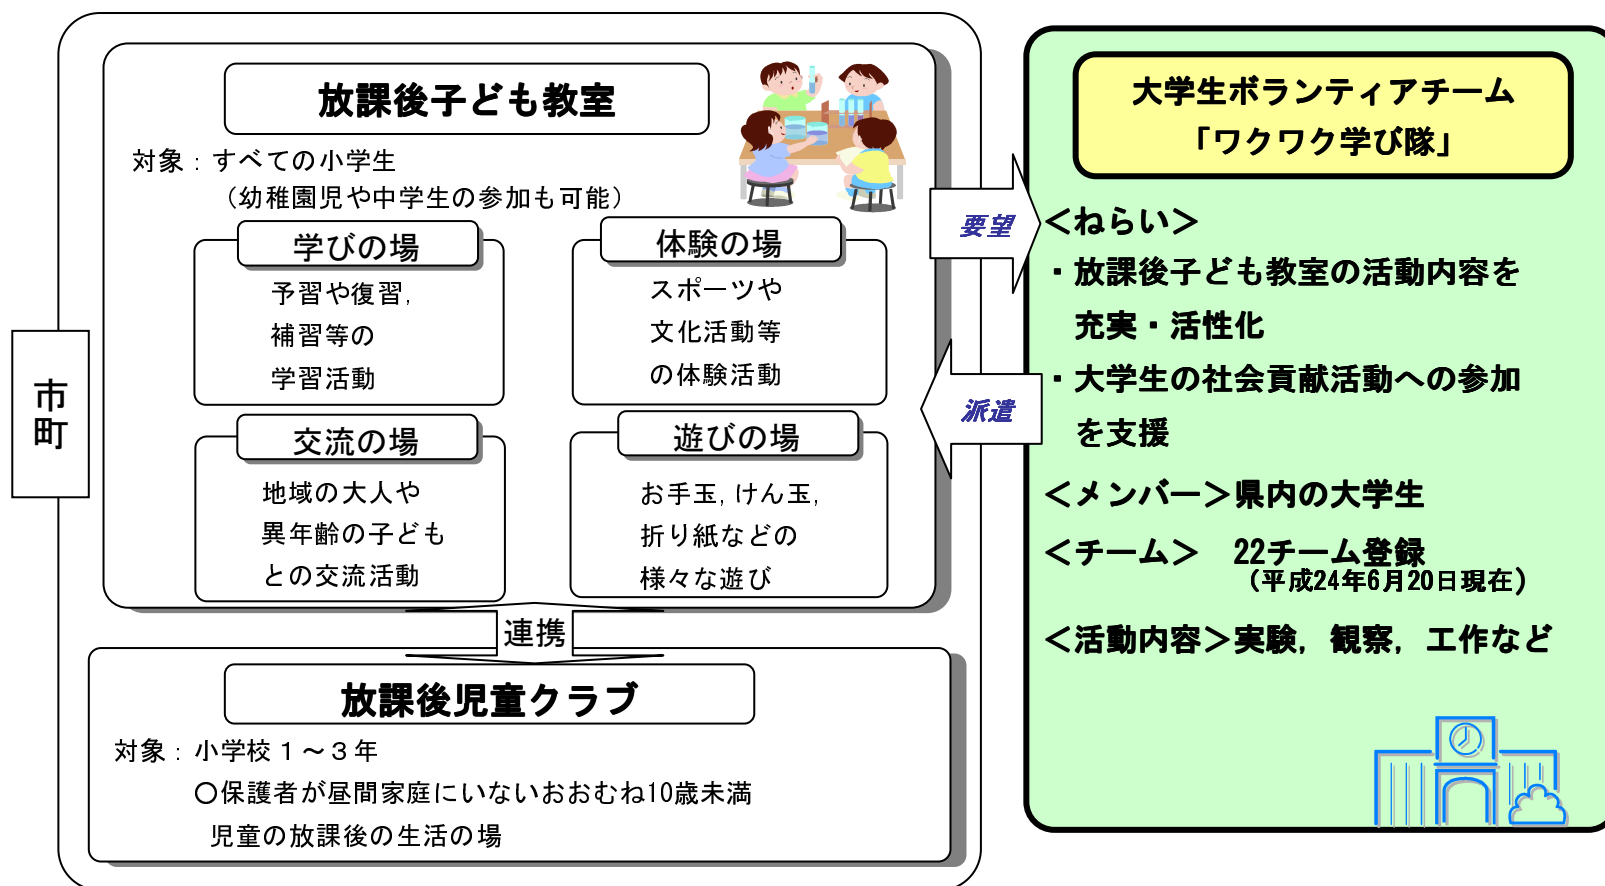 市町
放課後子ども教室
対象：すべての小学生
（幼稚園児や中学生の参加も可能）
学びの場
予習や復習，
補習等の
学習活動
体験の場
スポーツや
文化活動等
の体験活動
交流の場
地域の大人や
異年齢の子ども
との交流活動
遊びの場
お手玉，けん玉，
折り紙などの
様々な遊び
連携
放課後児童クラブ
対象：小学校１～３年
○保護者が昼間家庭にいないおおむね10歳未満
児童の放課後の生活の場
要望
派遣
大学生ボランティアチーム
「ワクワク学び隊」
＜ねらい＞
・放課後子ども教室の活動内容を
充実・活性化
・大学生の社会貢献活動への参加
を支援
＜メンバー＞県内の大学生
＜チーム＞　22チーム登録
（平成24年6月20日現在）
＜活動内容＞実験，観察，工作など